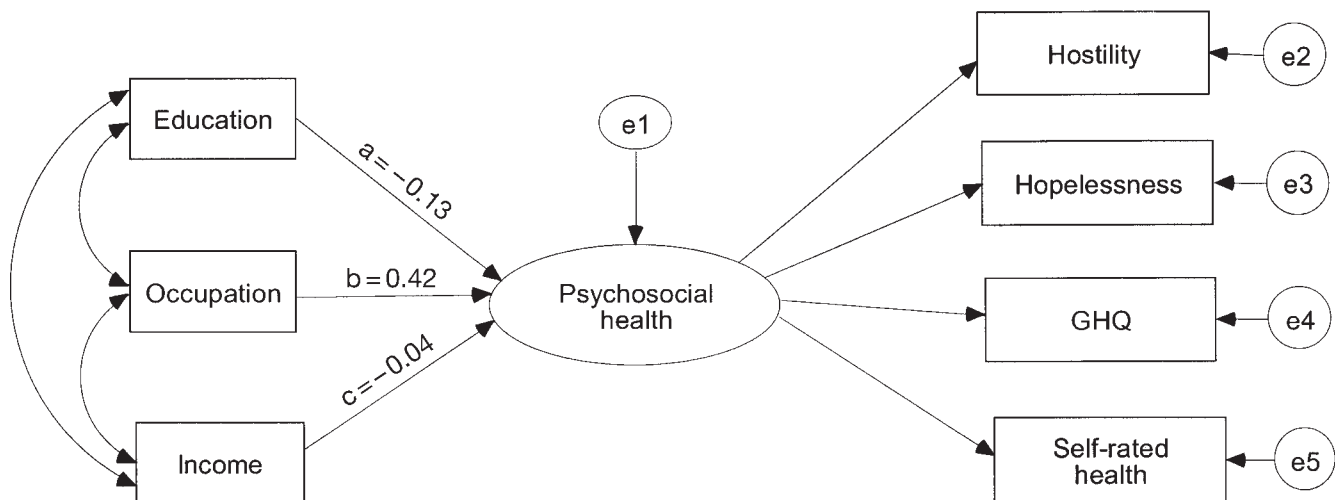 Education
Occupation
Income
a=−0.13
b=0.42
c=−0.04
e1
Psychosocial
health
Hostility
e2
Hopelessness
e3
GHQ
e4
Self-rated
health
e5